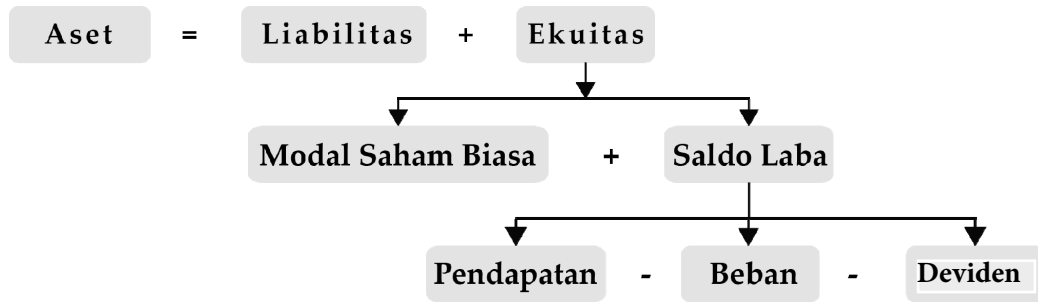 Aset = Liabilitas + Ekuitas
Modal Saham Biasa + Saldo Laba
Pendapatan - Beban - Deviden